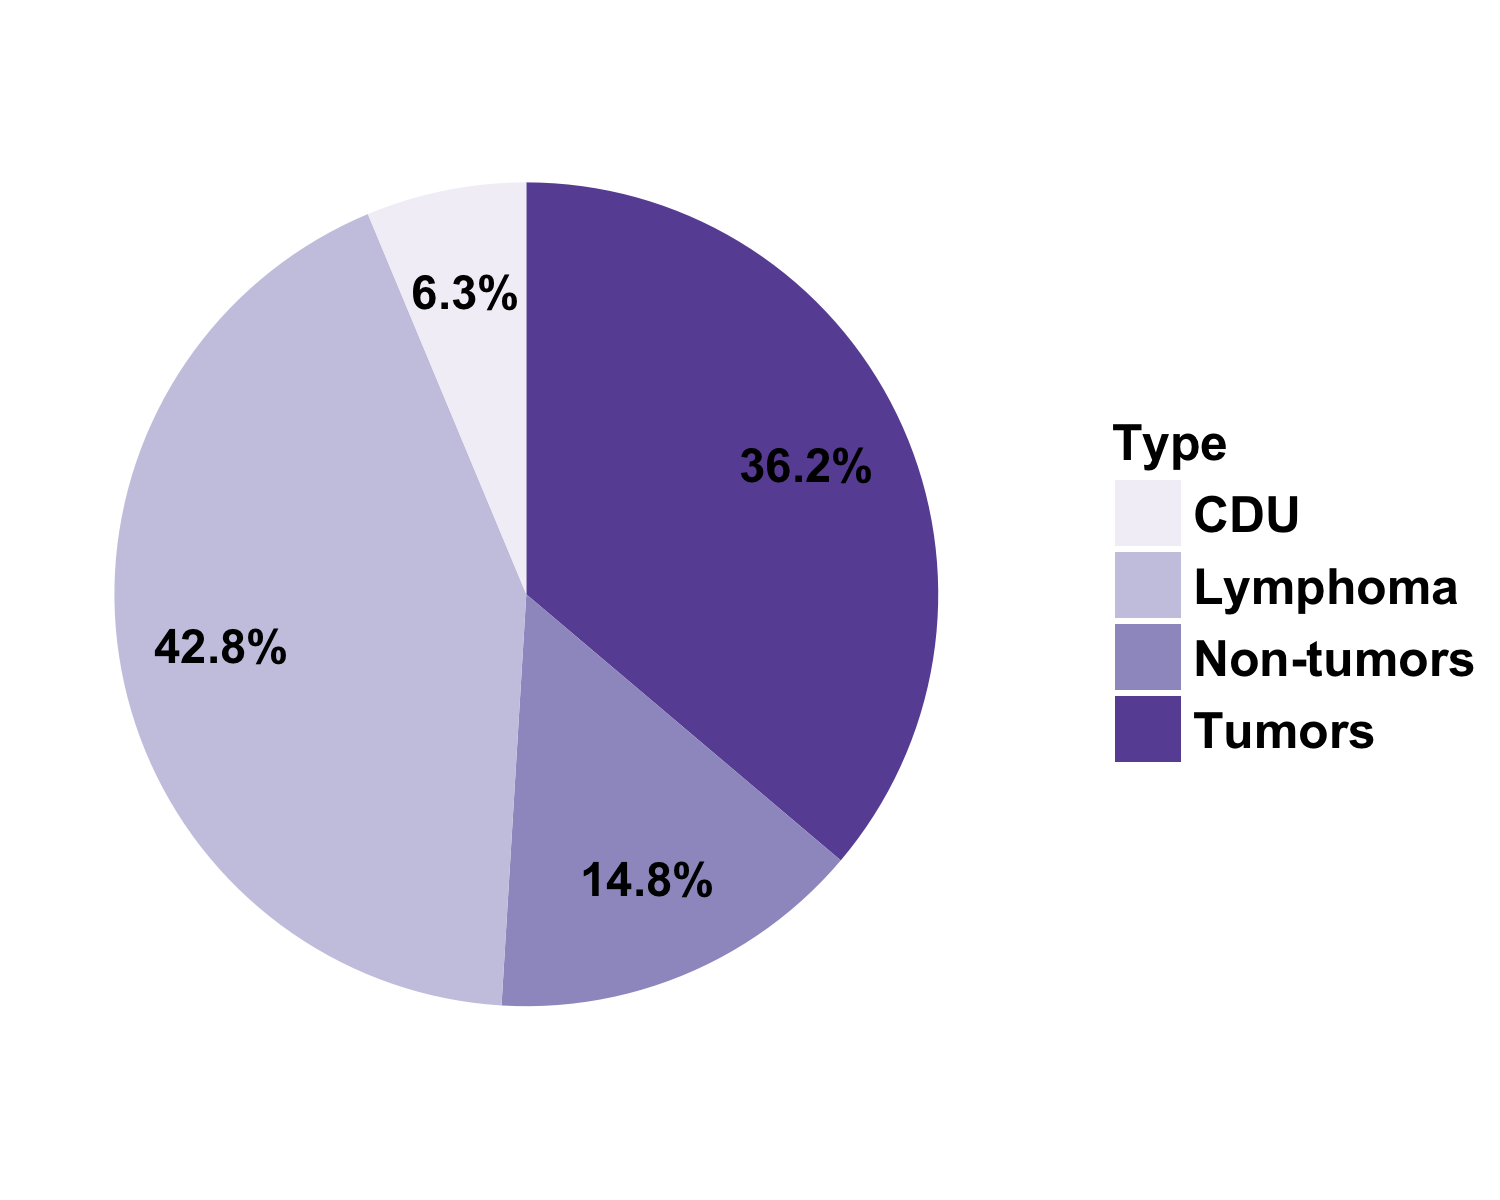 6.3%
36.2%
42.8%
14.8%
Type
CDU
Lymphoma
Non-tumors
Tumors